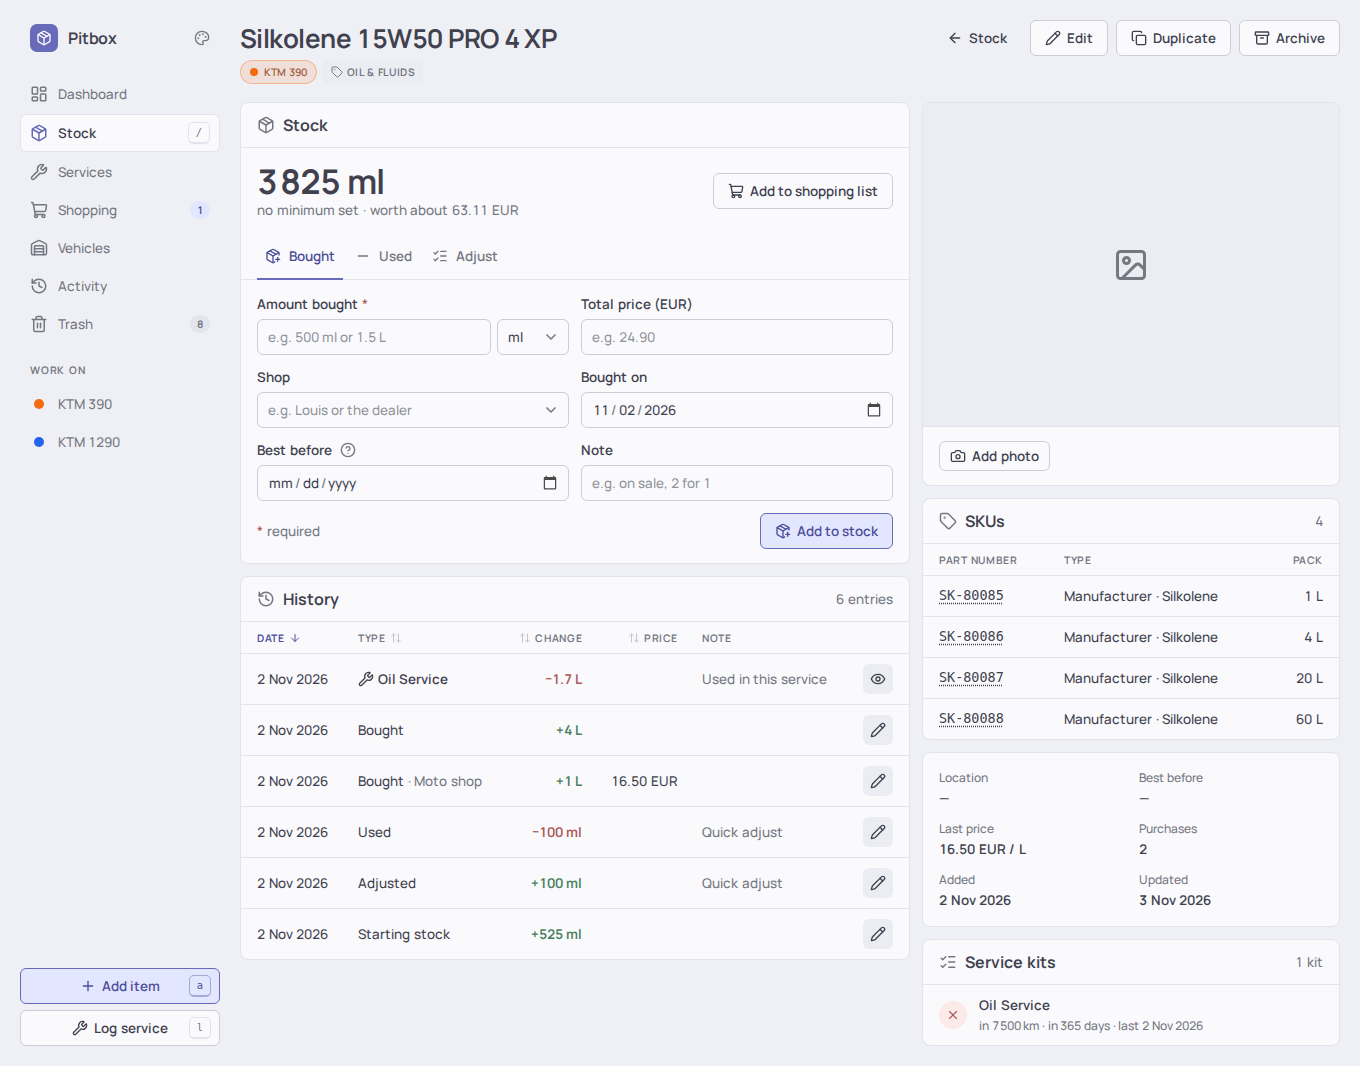 Pitbox
Dashboard
Stock /
Services
Shopping 1
Vehicles
Activity
Trash 8
WORK ON
KTM 390
KTM 1290
Add item a
Log service l
Silkolene 15W50 PRO 4 XP
KTM 390 OIL & FLUIDS
Stock Edit Duplicate Archive
Stock
3 825 ml
no minimum set · worth about 63.11 EUR
Add to shopping list
Bought Used Adjust
Amount bought * Total price (EUR)
e.g. 500 ml or 1.5 L ml e.g. 24.90
Shop Bought on
e.g. Louis or the dealer 11/02/2026
Best before Note
mm/dd/yyyy e.g. on sale, 2 for 1
* required Add to stock
History 6 entries
DATE TYPE CHANGE PRICE NOTE
2 Nov 2026 Oil Service −1.7 L Used in this service
2 Nov 2026 Bought +4 L
2 Nov 2026 Bought · Moto shop +1 L 16.50 EUR
2 Nov 2026 Used −100 ml Quick adjust
2 Nov 2026 Adjusted +100 ml Quick adjust
2 Nov 2026 Starting stock +525 ml
Add photo
SKUs 4
PART NUMBER TYPE PACK
SK-80085 Manufacturer · Silkolene 1 L
SK-80086 Manufacturer · Silkolene 4 L
SK-80087 Manufacturer · Silkolene 20 L
SK-80088 Manufacturer · Silkolene 60 L
Location Best before
— —
Last price Purchases
16.50 EUR / L 2
Added Updated
2 Nov 2026 3 Nov 2026
Service kits 1 kit
Oil Service
in 7 500 km · in 365 days · last 2 Nov 2026